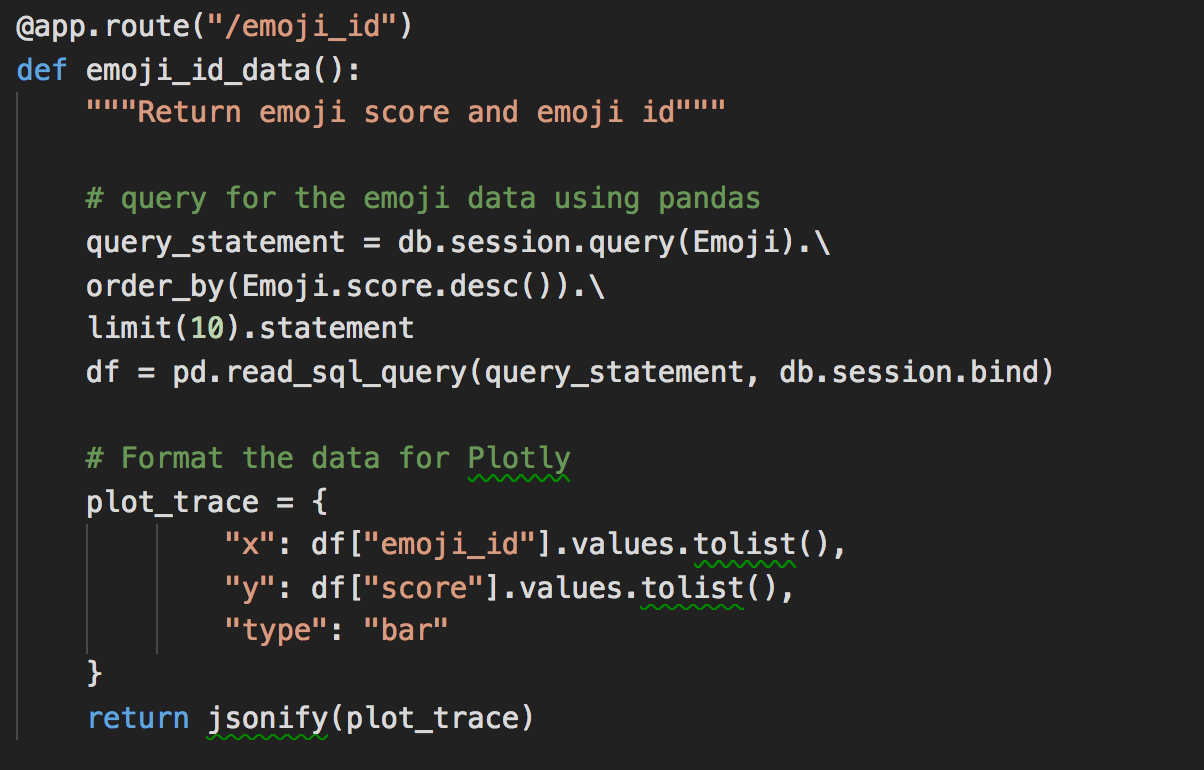 @app.route("/emoji_id")
def emoji_id_data():
    """Return emoji score and emoji id"""

    # query for the emoji data using pandas
    query_statement = db.session.query(Emoji).\
    order_by(Emoji.score.desc()).\
    limit(10).statement
    df = pd.read_sql_query(query_statement, db.session.bind)

    # Format the data for Plotly
    plot_trace = {
            "x": df["emoji_id"].values.tolist(),
            "y": df["score"].values.tolist(),
            "type": "bar"
    }
    return jsonify(plot_trace)